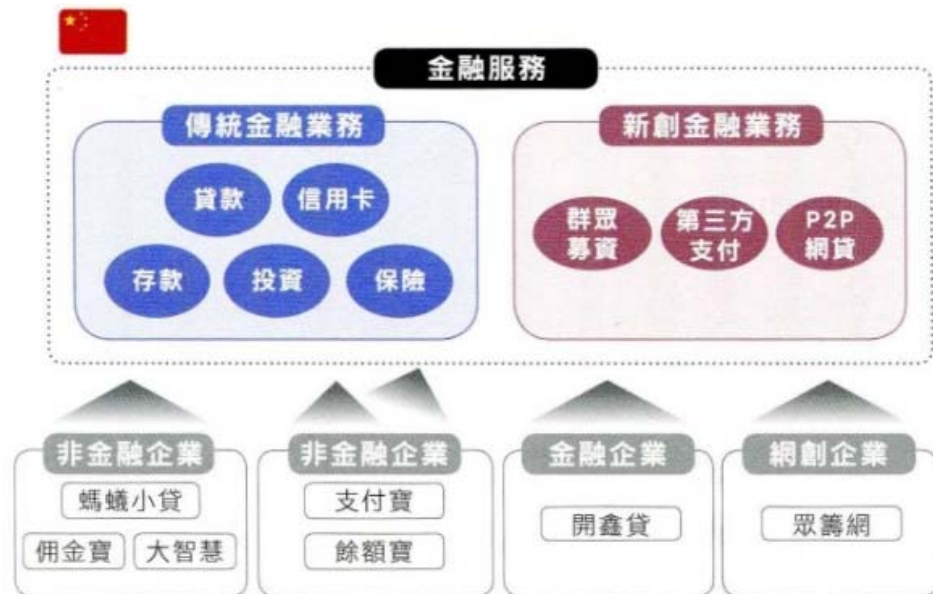 金融服務
傳統金融業務
貸款
信用卡
存款
投資
保險
新創金融業務
群眾
募資
第三方
支付
P2P
網貸
非金融企業
螞蟻小貸
佣金寶
大智慧
非金融企業
支付寶
餘額寶
金融企業
開鑫貸
網創企業
眾籌網